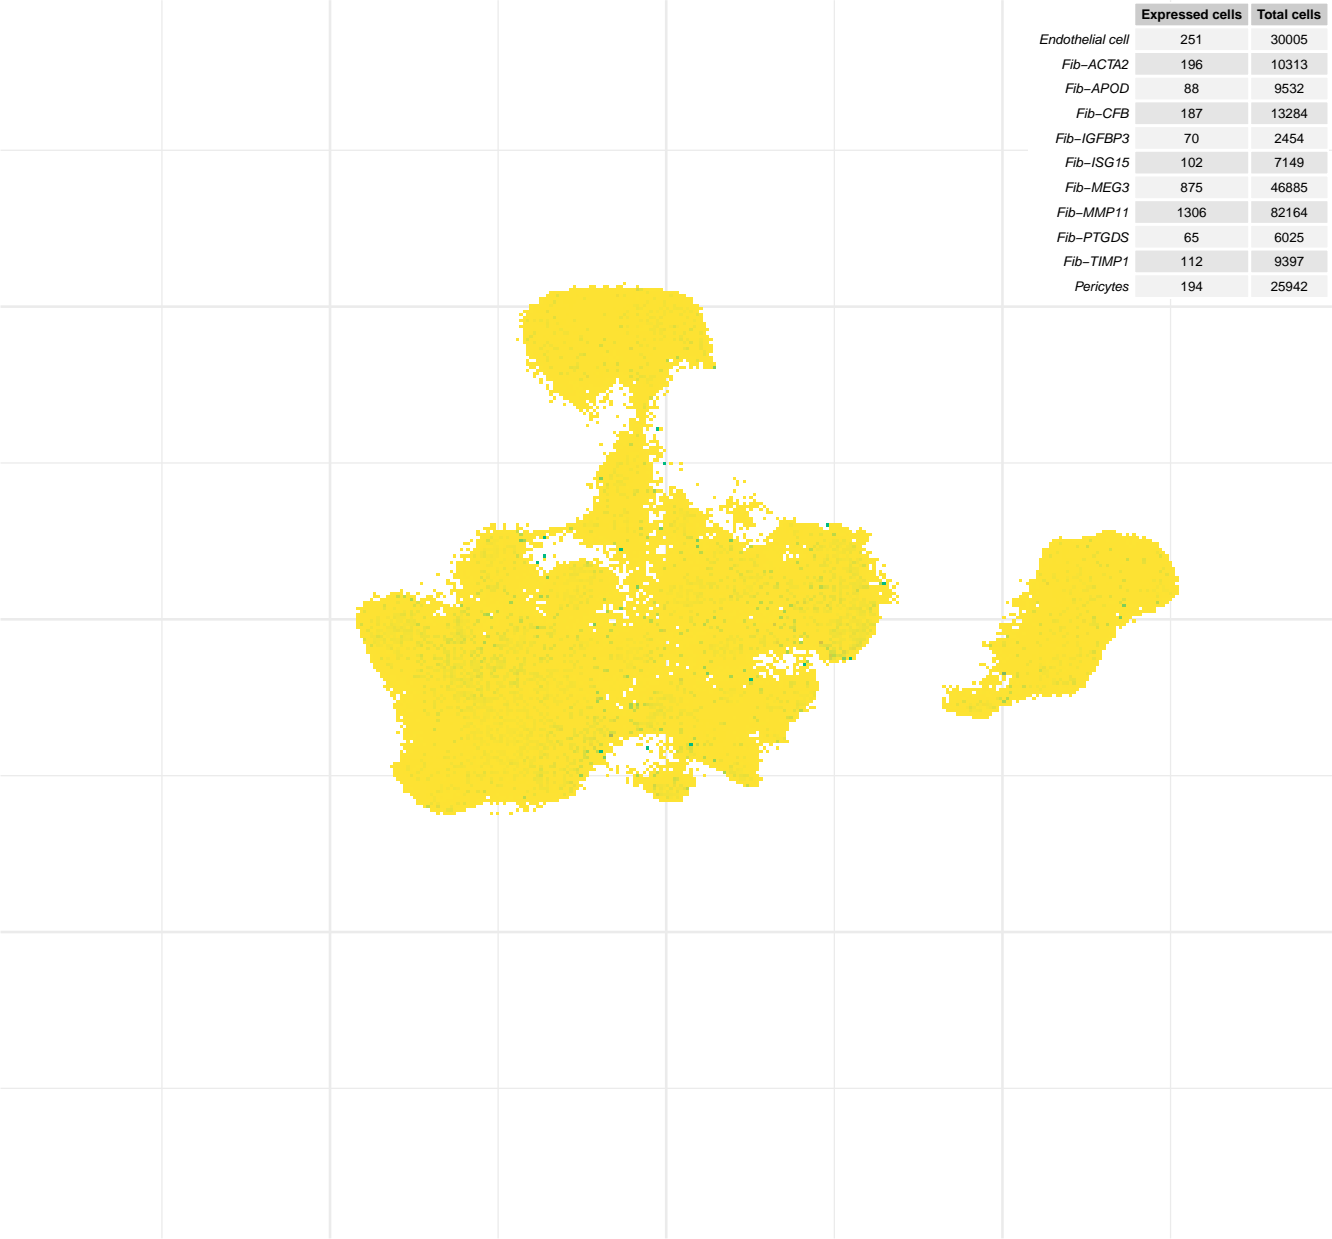 Expressed cells Total cells
Endothelial cell 251 30005
Fib−ACTA2 196 10313
Fib−APOD 88 9532
Fib−CFB 187 13284
Fib−IGFBP3 70 2454
Fib−ISG15 102 7149
Fib−MEG3 875 46885
Fib−MMP11 1306 82164
Fib−PTGDS 65 6025
Fib−TIMP1 112 9397
Pericytes 194 25942